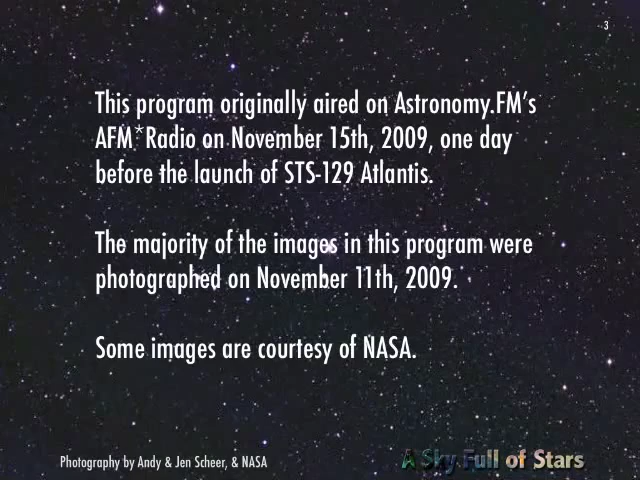 3
This program originally aired on Astronomy.FM's
AFM*Radio on November 15th, 2009, one day
before the launch of STS-129 Atlantis.
The majority of the images in this program were
photographed on November 11th, 2009.
Some images are courtesy of NASA.
Photography by Andy & Jen Scheer, & NASA
A Sky Full of Stars